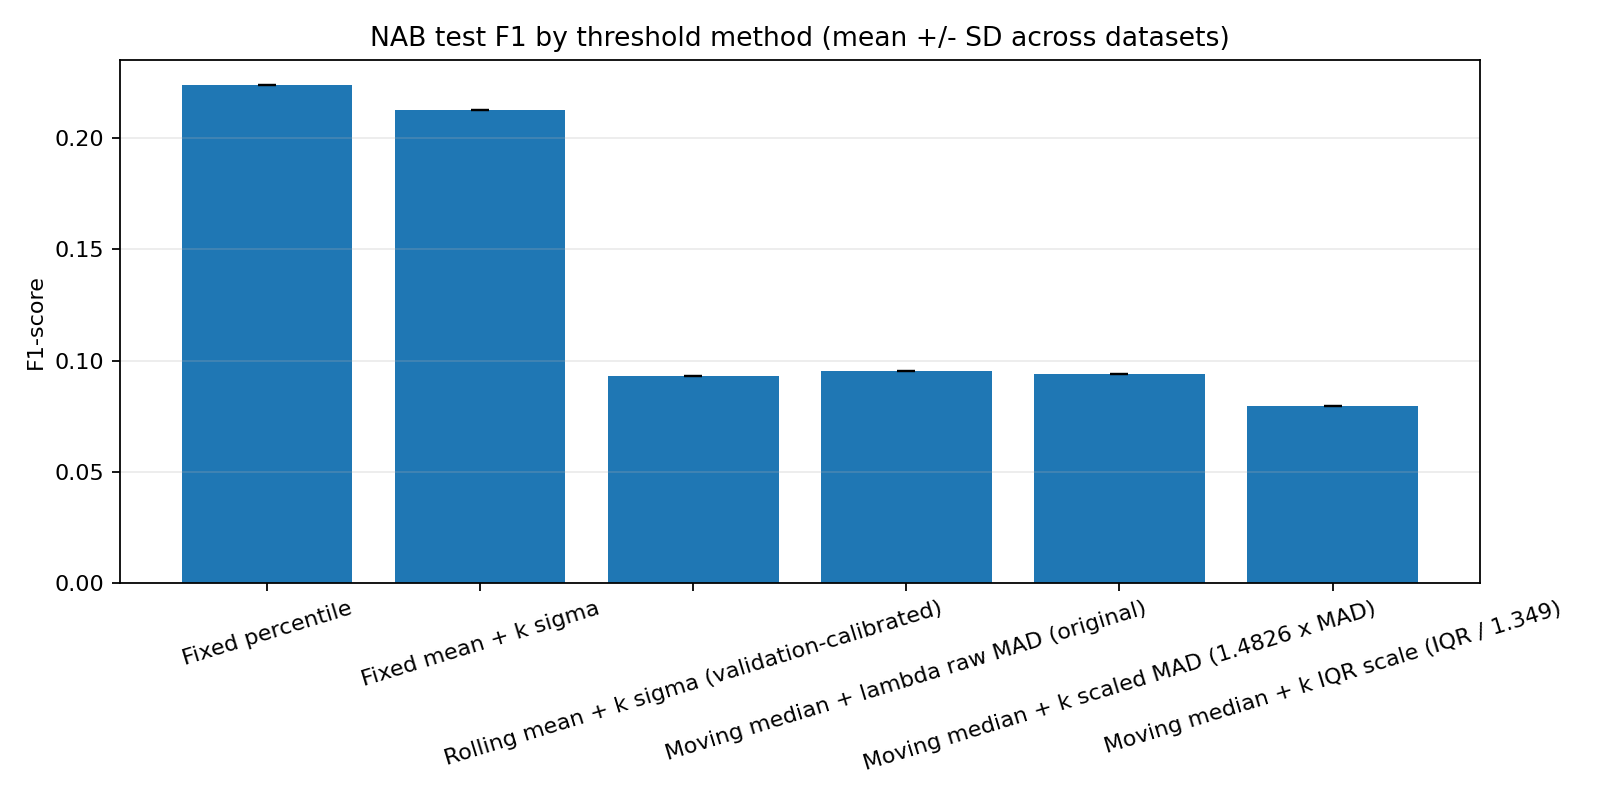 NAB test F1 by threshold method (mean +/- SD across datasets)
F1-score
0.20
0.15
0.10
0.05
0.00
Fixed percentile
Fixed mean + k sigma
Rolling mean + k sigma (validation-calibrated)
Moving median + lambda raw MAD (original)
Moving median + k scaled MAD (1.4826 x MAD)
Moving median + k IQR scale (IQR / 1.349)